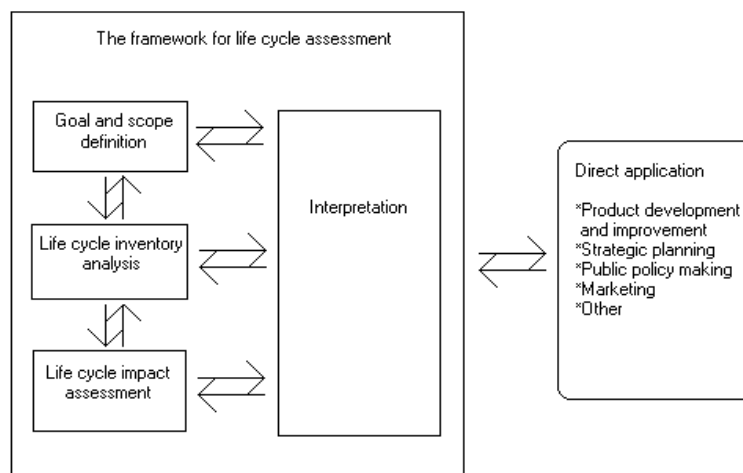 The framework for life cycle assessment
Goal and scope
definition
Life cycle inventory
analysis
Life cycle impact
assessment
Interpretation
Direct application
*Product development
and improvement
*Strategic planning
*Public policy making
*Marketing
*Other